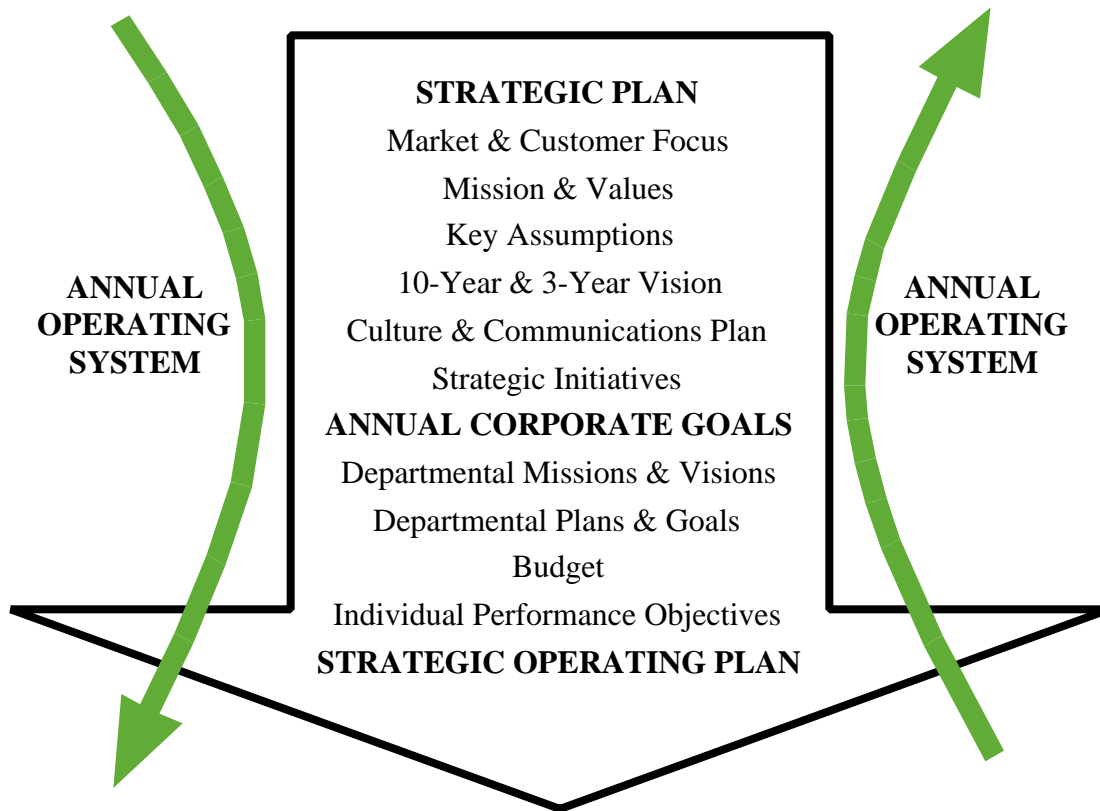 STRATEGIC PLAN
Market & Customer Focus
Mission & Values
Key Assumptions
10-Year & 3-Year Vision
Culture & Communications Plan
Strategic Initiatives
ANNUAL CORPORATE GOALS
Departmental Missions & Visions
Departmental Plans & Goals
Budget
Individual Performance Objectives
STRATEGIC OPERATING PLAN
ANNUAL
OPERATING
SYSTEM
ANNUAL
OPERATING
SYSTEM